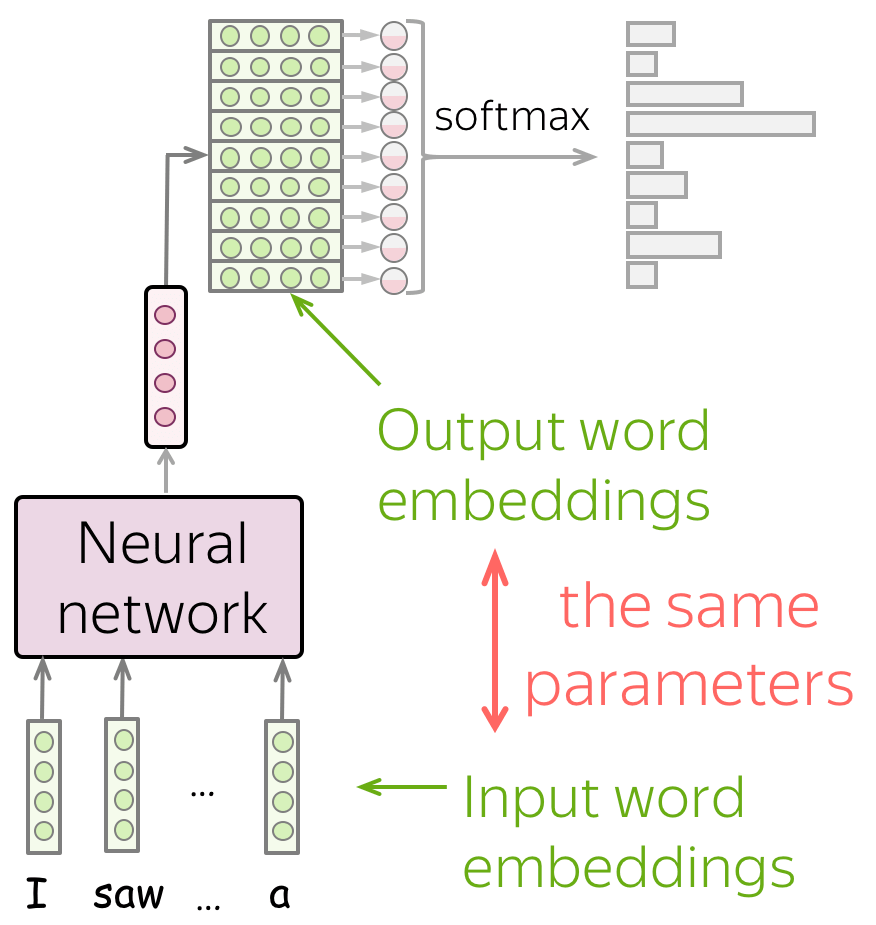 softmax
Output word
embeddings
Neural
network
the same
parameters
...
Input word
embeddings
I saw ... a